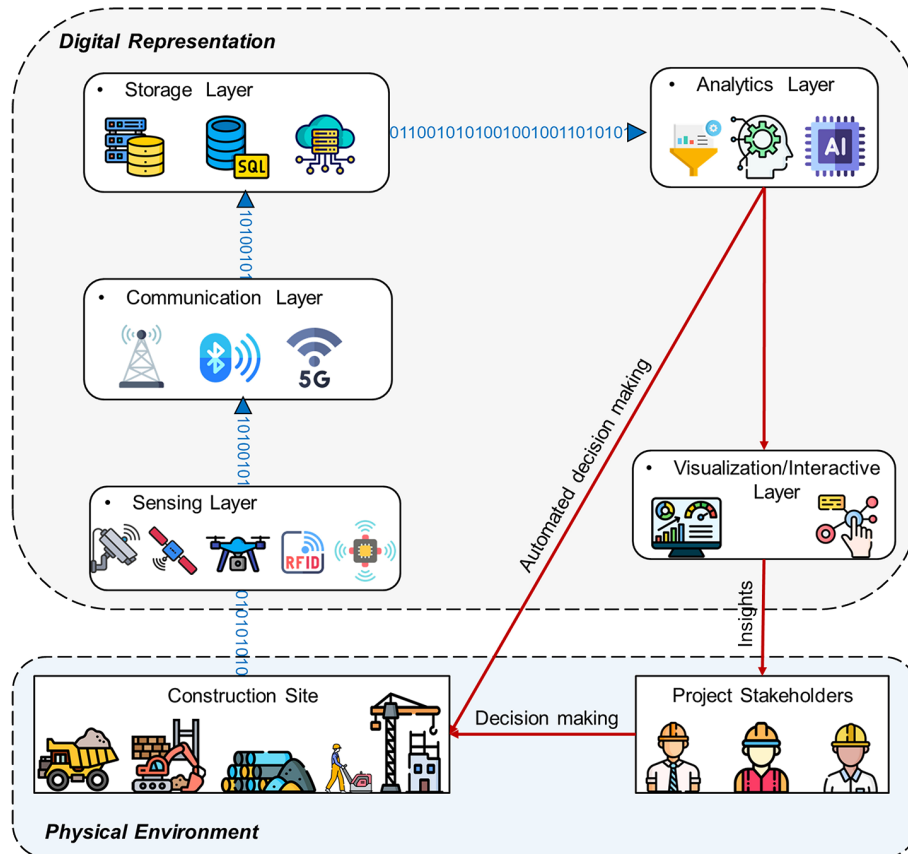 Digital Representation
• Storage Layer
SQL
01100101010010010011010101
• Analytics Layer
AI
10100101
• Communication Layer
5G
10100101
Automated decision making
• Visualization/Interactive
Layer
• Sensing Layer
RFID
0101010101010
Insights
Construction Site
Decision making
Project Stakeholders
Physical Environment